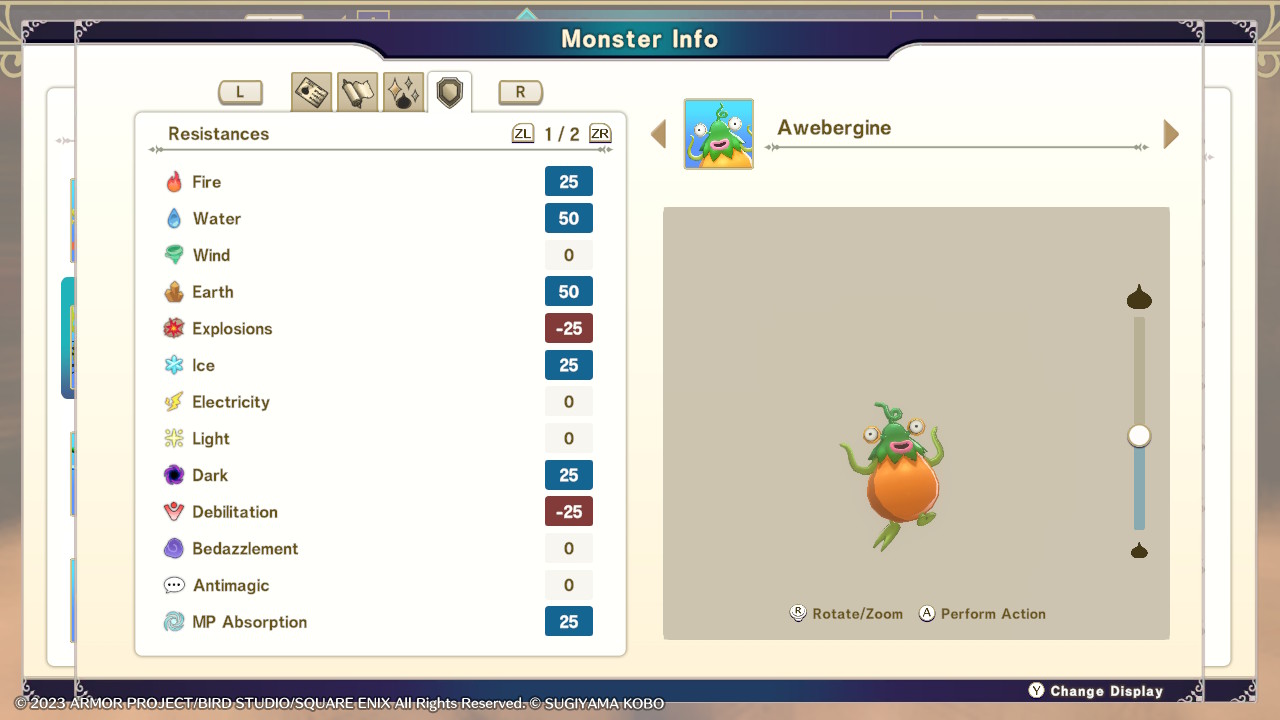 Monster Info
L
R
Resistances ZL 1 / 2 ZR
Fire 25
Water 50
Wind 0
Earth 50
Explosions -25
Ice 25
Electricity 0
Light 0
Dark 25
Debilitation -25
Bedazzlement 0
Antimagic 0
MP Absorption 25
Awebergine
R Rotate/Zoom A Perform Action
Y Change Display
© 2023 ARMOR PROJECT/BIRD STUDIO/SQUARE ENIX All Rights Reserved. © SUGIYAMA KOBO